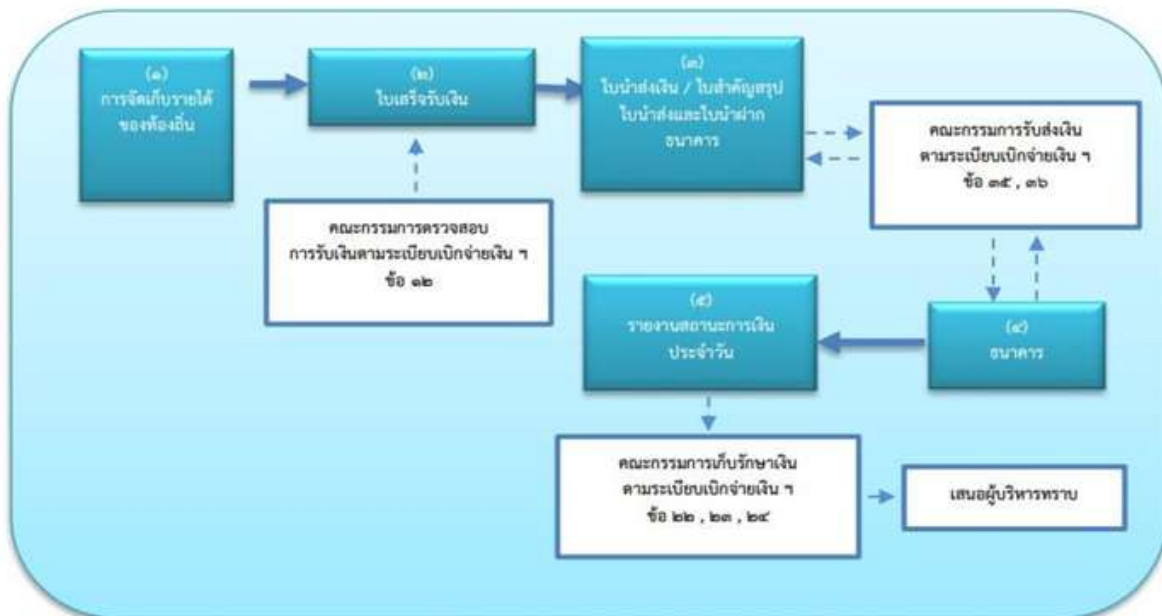 (๑)
การจัดเก็บรายได้
ของท้องถิ่น
(๒)
ใบเสร็จรับเงิน
(๓)
ใบนำส่งเงิน / ใบสำคัญสรุป
ใบนำส่งและใบนำฝาก
ธนาคาร
คณะกรรมการรับส่งเงิน
ตามระเบียบเบิกจ่ายเงิน ฯ
ข้อ ๓๕ , ๓๖
คณะกรรมการตรวจสอบ
การรับเงินตามระเบียบเบิกจ่ายเงิน ฯ
ข้อ ๑๒
(๔)
ธนาคาร
(๕)
รายงานสถานะการเงิน
ประจำวัน
คณะกรรมการเก็บรักษาเงิน
ตามระเบียบเบิกจ่ายเงิน ฯ
ข้อ ๒๒ , ๒๓ , ๒๔
เสนอผู้บริหารทราบ